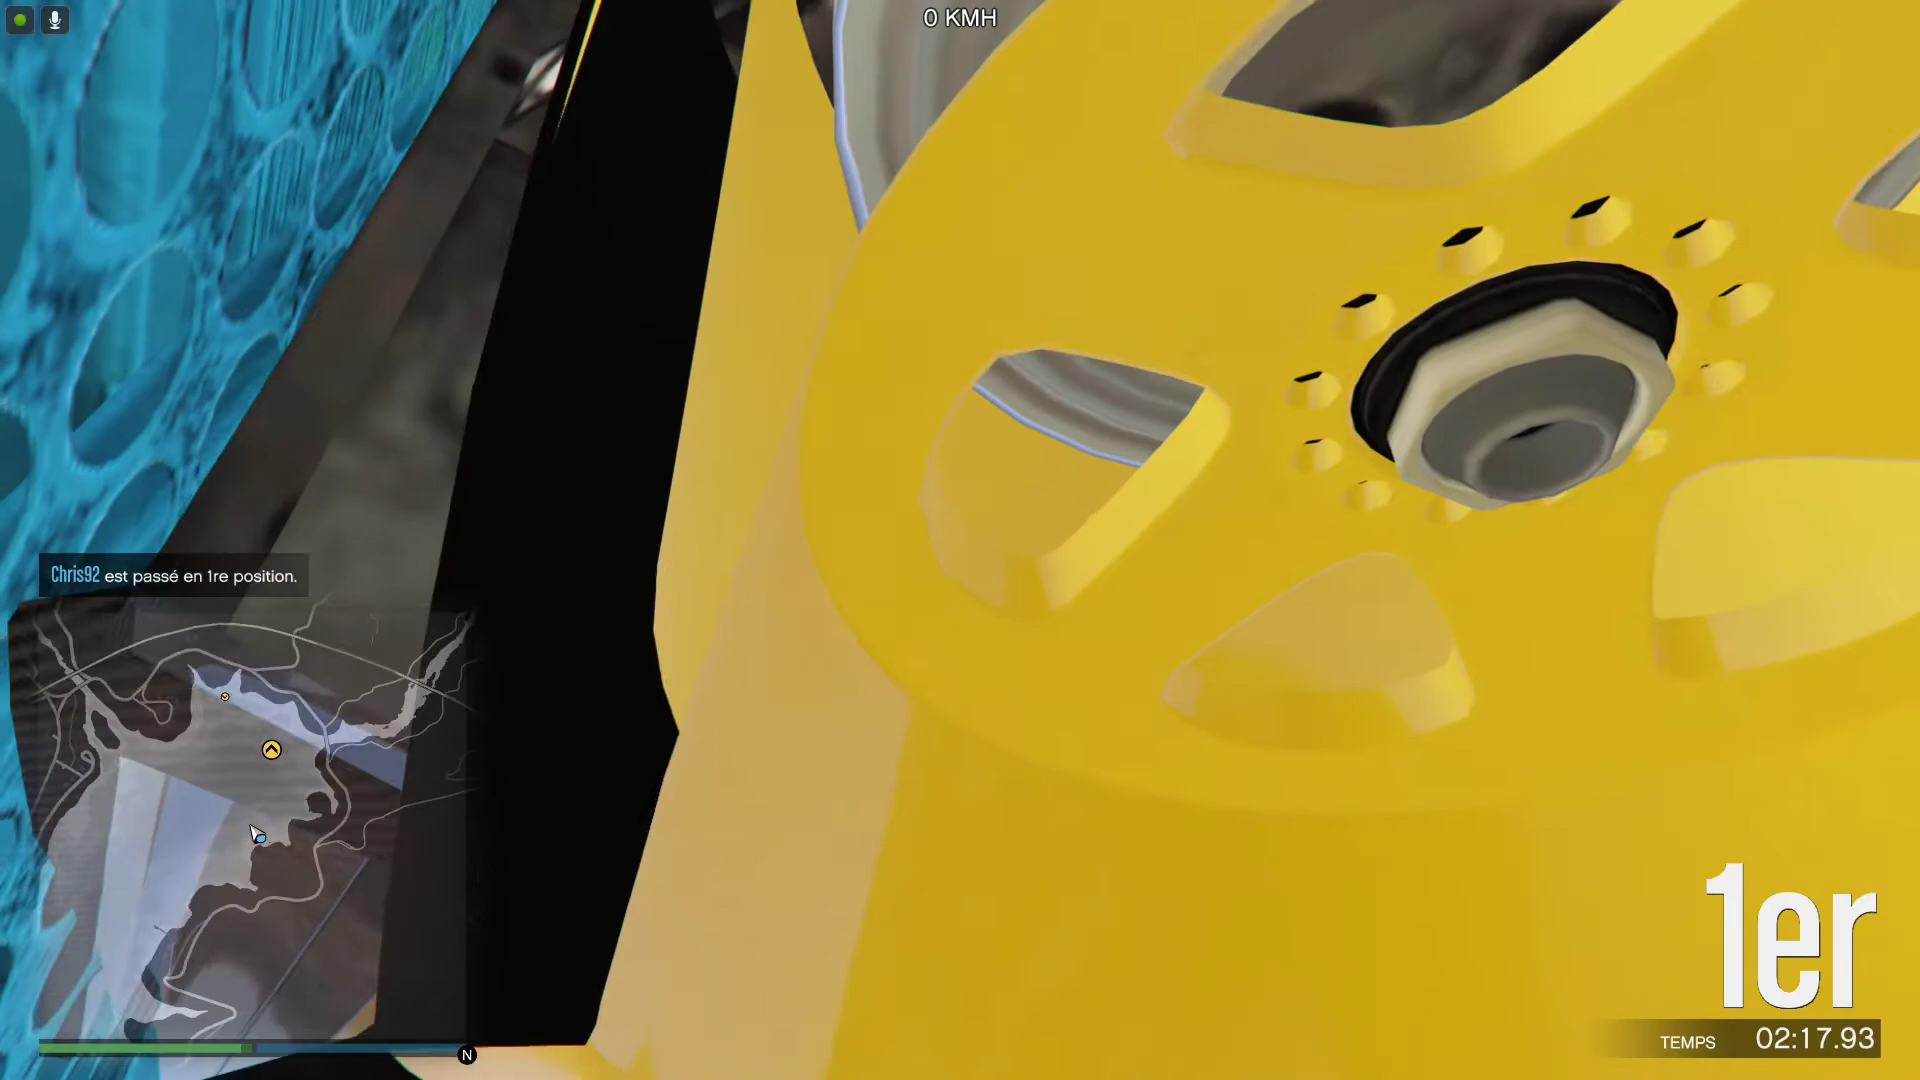 0 KMH
Chris92 est passé en 1re position.
N
1er
TEMPS 02:17.93